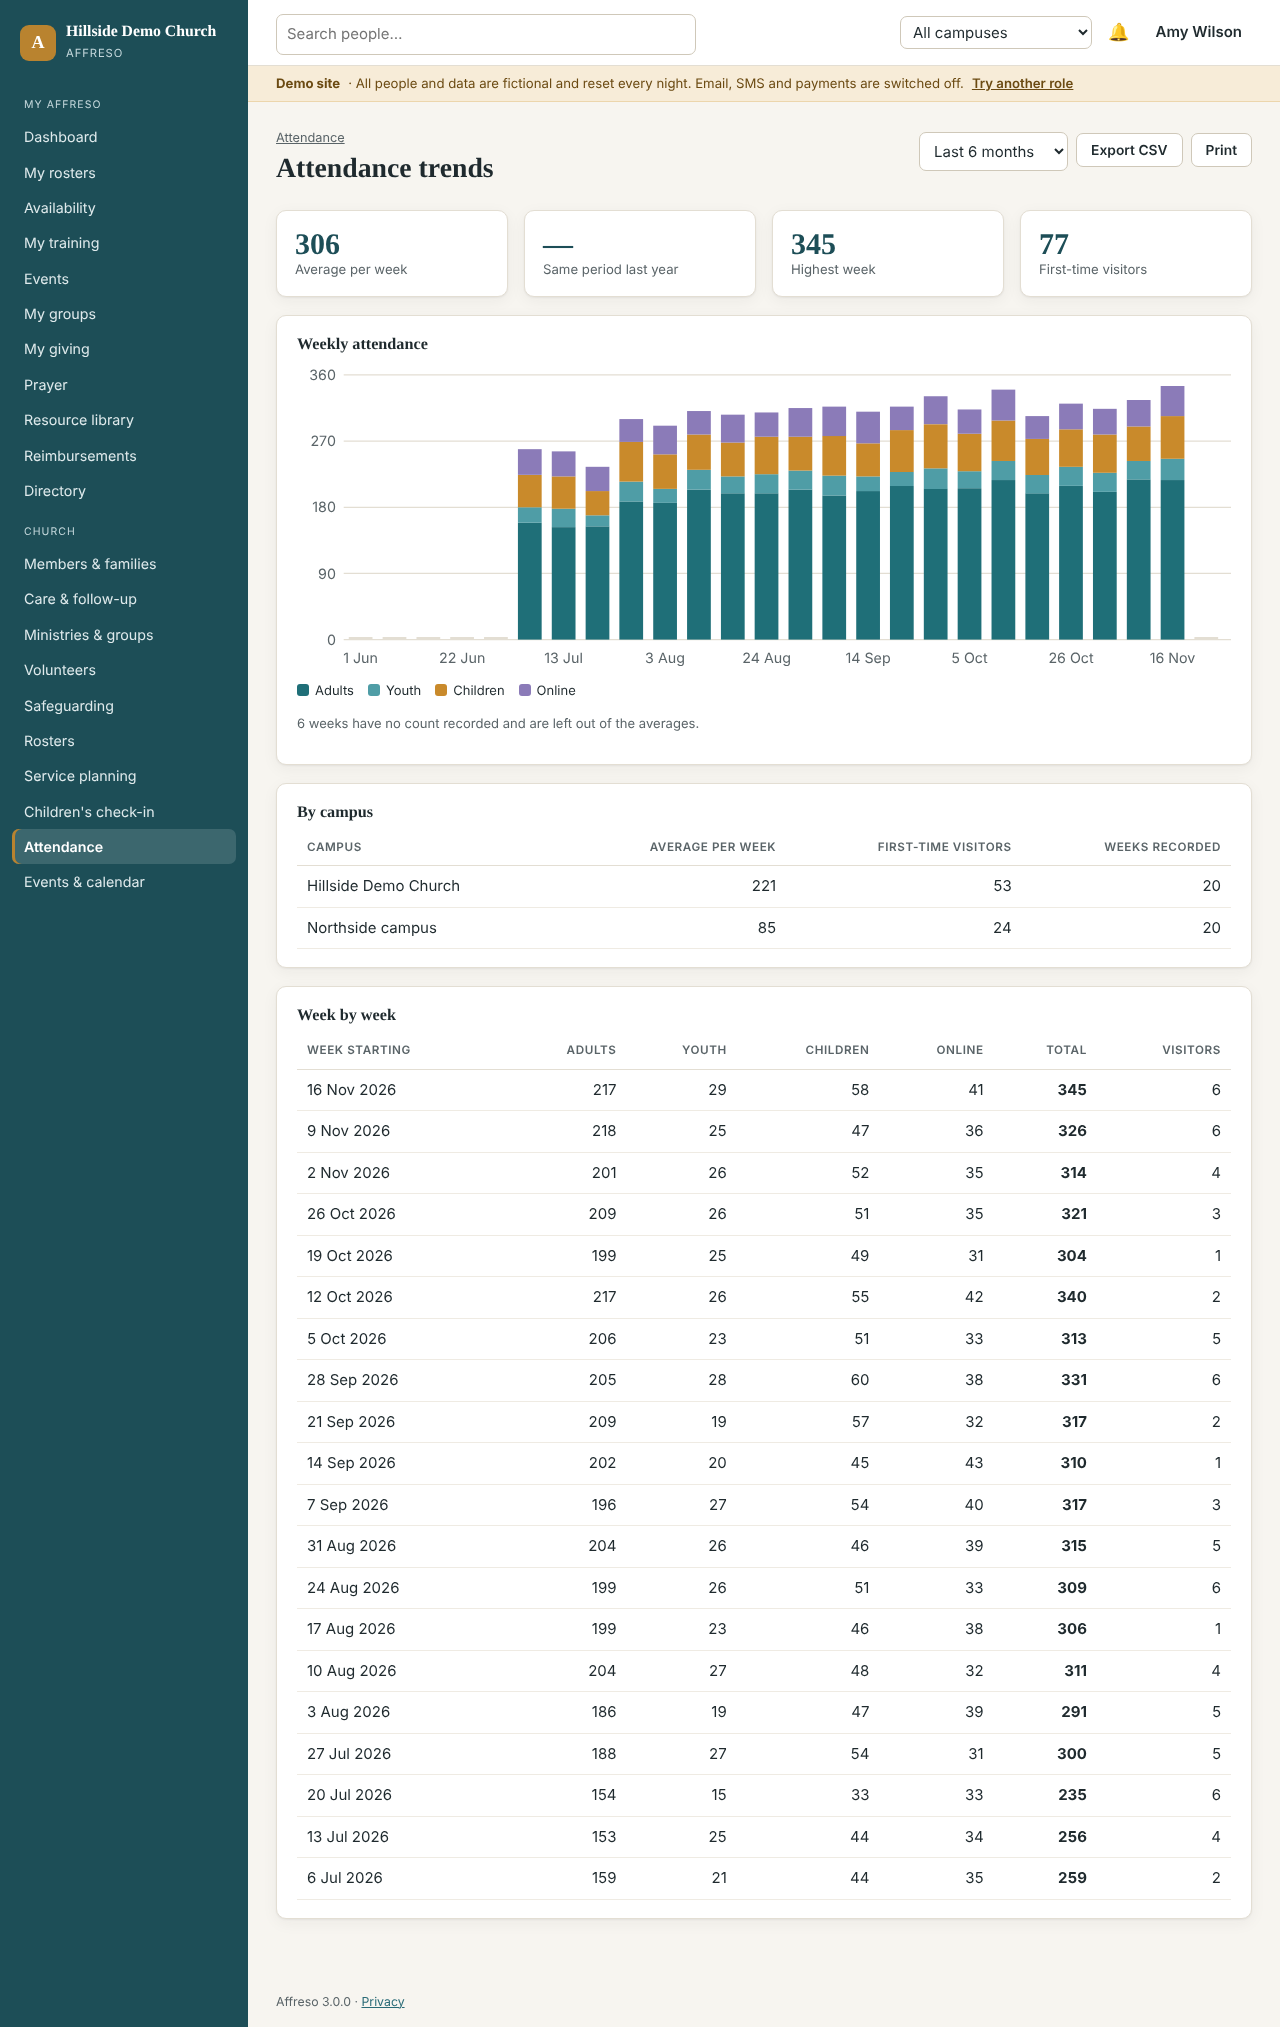 A
Hillside Demo Church
AFFRESO
MY AFFRESO
Dashboard
My rosters
Availability
My training
Events
My groups
My giving
Prayer
Resource library
Reimbursements
Directory
CHURCH
Members & families
Care & follow-up
Ministries & groups
Volunteers
Safeguarding
Rosters
Service planning
Children's check-in
Attendance
Events & calendar
Search people...
All campuses
Amy Wilson
Demo site · All people and data are fictional and reset every night. Email, SMS and payments are switched off. Try another role
Attendance
Attendance trends
Last 6 months
Export CSV
Print
306
Average per week
—
Same period last year
345
Highest week
77
First-time visitors
Weekly attendance
360
270
180
90
0
1 Jun 22 Jun 13 Jul 3 Aug 24 Aug 14 Sep 5 Oct 26 Oct 16 Nov
Adults Youth Children Online
6 weeks have no count recorded and are left out of the averages.
By campus
CAMPUS AVERAGE PER WEEK FIRST-TIME VISITORS WEEKS RECORDED
Hillside Demo Church 221 53 20
Northside campus 85 24 20
Week by week
WEEK STARTING ADULTS YOUTH CHILDREN ONLINE TOTAL VISITORS
16 Nov 2026 217 29 58 41 345 6
9 Nov 2026 218 25 47 36 326 6
2 Nov 2026 201 26 52 35 314 4
26 Oct 2026 209 26 51 35 321 3
19 Oct 2026 199 25 49 31 304 1
12 Oct 2026 217 26 55 42 340 2
5 Oct 2026 206 23 51 33 313 5
28 Sep 2026 205 28 60 38 331 6
21 Sep 2026 209 19 57 32 317 2
14 Sep 2026 202 20 45 43 310 1
7 Sep 2026 196 27 54 40 317 3
31 Aug 2026 204 26 46 39 315 5
24 Aug 2026 199 26 51 33 309 6
17 Aug 2026 199 23 46 38 306 1
10 Aug 2026 204 27 48 32 311 4
3 Aug 2026 186 19 47 39 291 5
27 Jul 2026 188 27 54 31 300 5
20 Jul 2026 154 15 33 33 235 6
13 Jul 2026 153 25 44 34 256 4
6 Jul 2026 159 21 44 35 259 2
Affreso 3.0.0 · Privacy